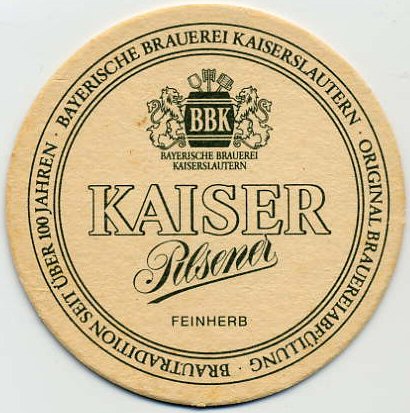 BAYERISCHE BRAUEREI KAISERSLAUTERN · ORIGINAL BRAUEREIABFÜLLUNG · BRAUTRADITION SEIT ÜBER 100 JAHREN ·
BBK
BAYERISCHE BRAUEREI
KAISERSLAUTERN
KAISER
Pilsener
FEINHERB